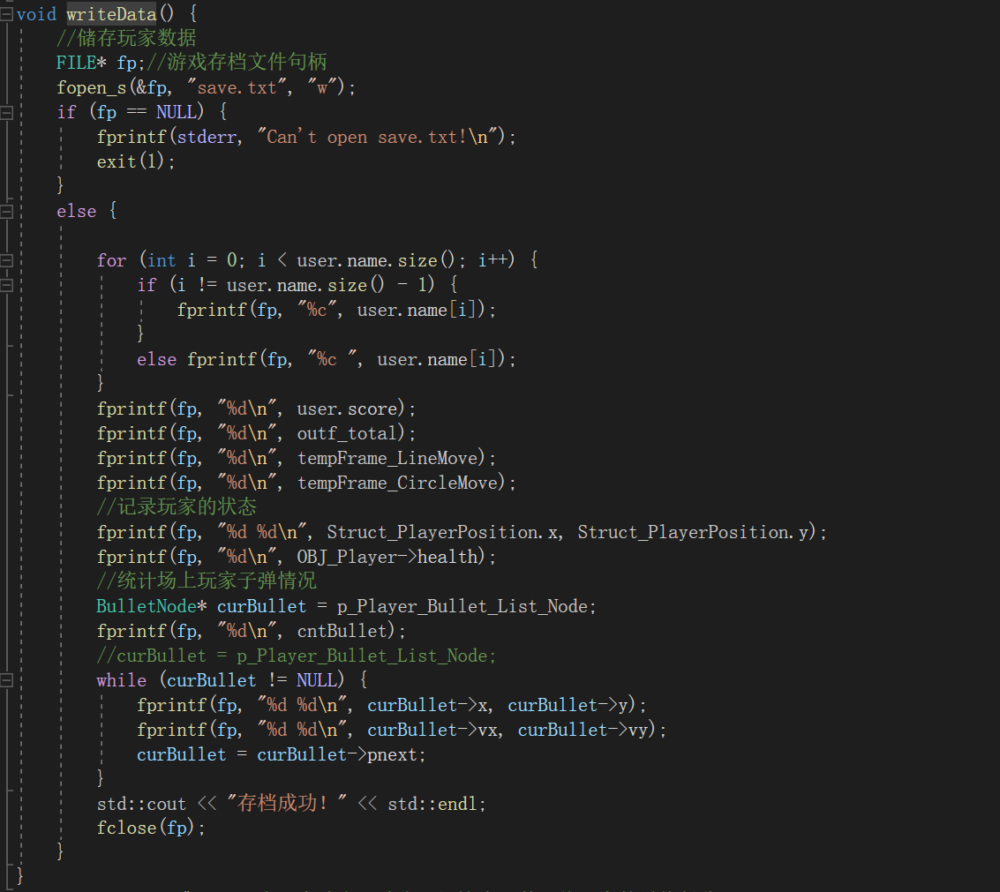 void writeData() {
//储存玩家数据
FILE* fp;//游戏存档文件句柄
fopen_s(&fp, "save.txt", "w");
if (fp == NULL) {
fprintf(stderr, "Can't open save.txt!\n");
exit(1);
}
else {
for (int i = 0; i < user.name.size(); i++) {
if (i != user.name.size() - 1) {
fprintf(fp, "%c", user.name[i]);
}
else fprintf(fp, "%c ", user.name[i]);
}
fprintf(fp, "%d\n", user.score);
fprintf(fp, "%d\n", outf_total);
fprintf(fp, "%d\n", tempFrame_LineMove);
fprintf(fp, "%d\n", tempFrame_CircleMove);
//记录玩家的状态
fprintf(fp, "%d %d\n", Struct_PlayerPosition.x, Struct_PlayerPosition.y);
fprintf(fp, "%d\n", OBJ_Player->health);
//统计场上玩家子弹情况
BulletNode* curBullet = p_Player_Bullet_List_Node;
fprintf(fp, "%d\n", cntBullet);
//curBullet = p_Player_Bullet_List_Node;
while (curBullet != NULL) {
fprintf(fp, "%d %d\n", curBullet->x, curBullet->y);
fprintf(fp, "%d %d\n", curBullet->vx, curBullet->vy);
curBullet = curBullet->pnext;
}
std::cout << "存档成功！" << std::endl;
fclose(fp);
}
}